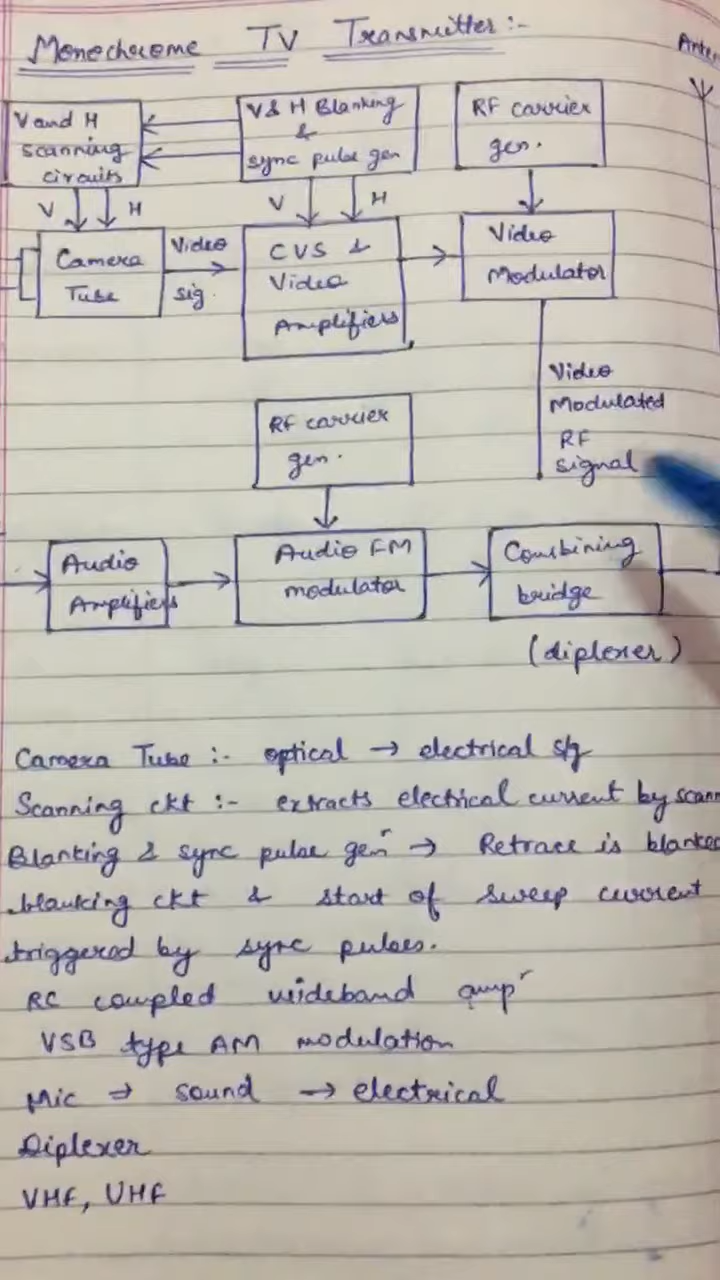 Monochrome TV Transmitter :-
V and H
scanning
circuits
V & H Blanking
&
sync pulse gen
RF carrier
gen.
V H
V H
Camera
Tube
Video
sig.
CVS &
Video
Amplifiers
Video
Modulator
Video
Modulated
RF
signal
RF carrier
gen.
Audio
Amplifiers
Audio FM
modulator
Combining
bridge
(diplexer)
Camera Tube :- optical → electrical sig
Scanning ckt :- extracts electrical current by
Blanking & sync pulse genr → Retrace is
blanking ckt & start of sweep current
triggered by sync pulses.
RC coupled wideband ampr
VSB type AM modulation
Mic → sound → electrical
Diplexer
VHF, UHF